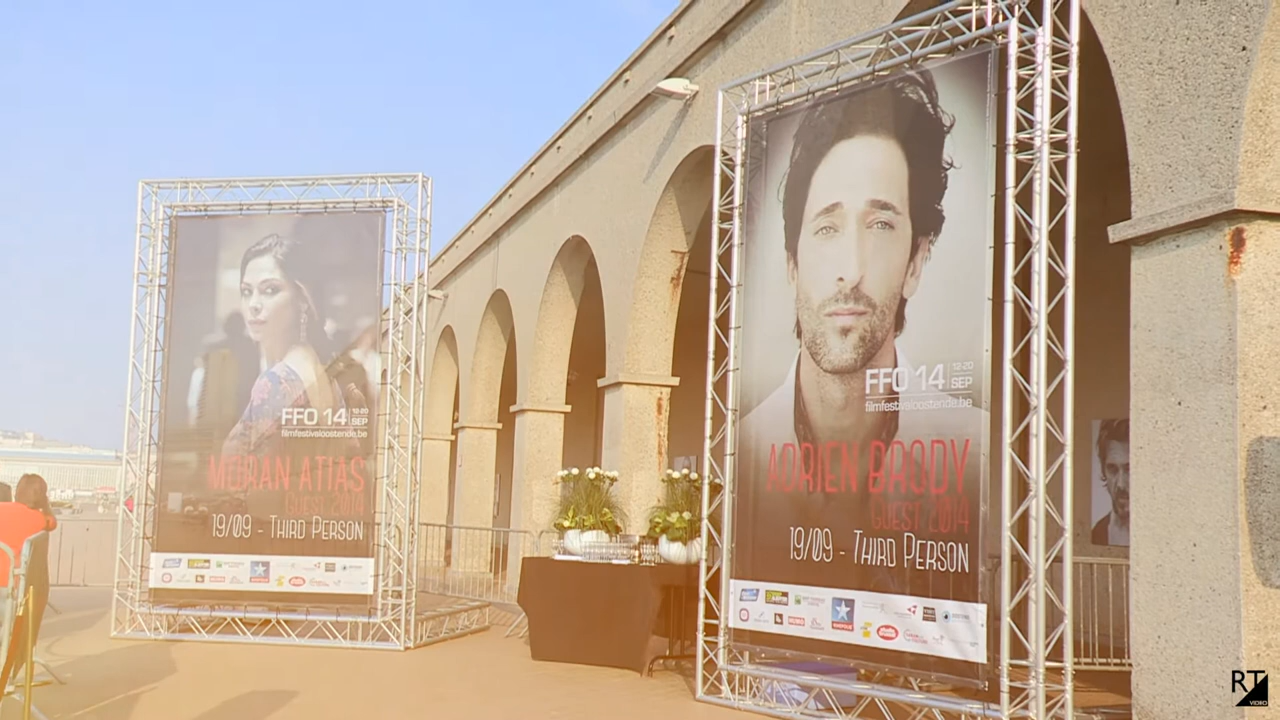 FFO 14 12-20 SEP
filmfestivaloostende.be
MORAN ATIAS
GUEST 2014
19/09 - THIRD PERSON
FFO 14 12-20 SEP
filmfestivaloostende.be
ADRIEN BRODY
GUEST 2014
19/09 - THIRD PERSON
RT
VIDEO